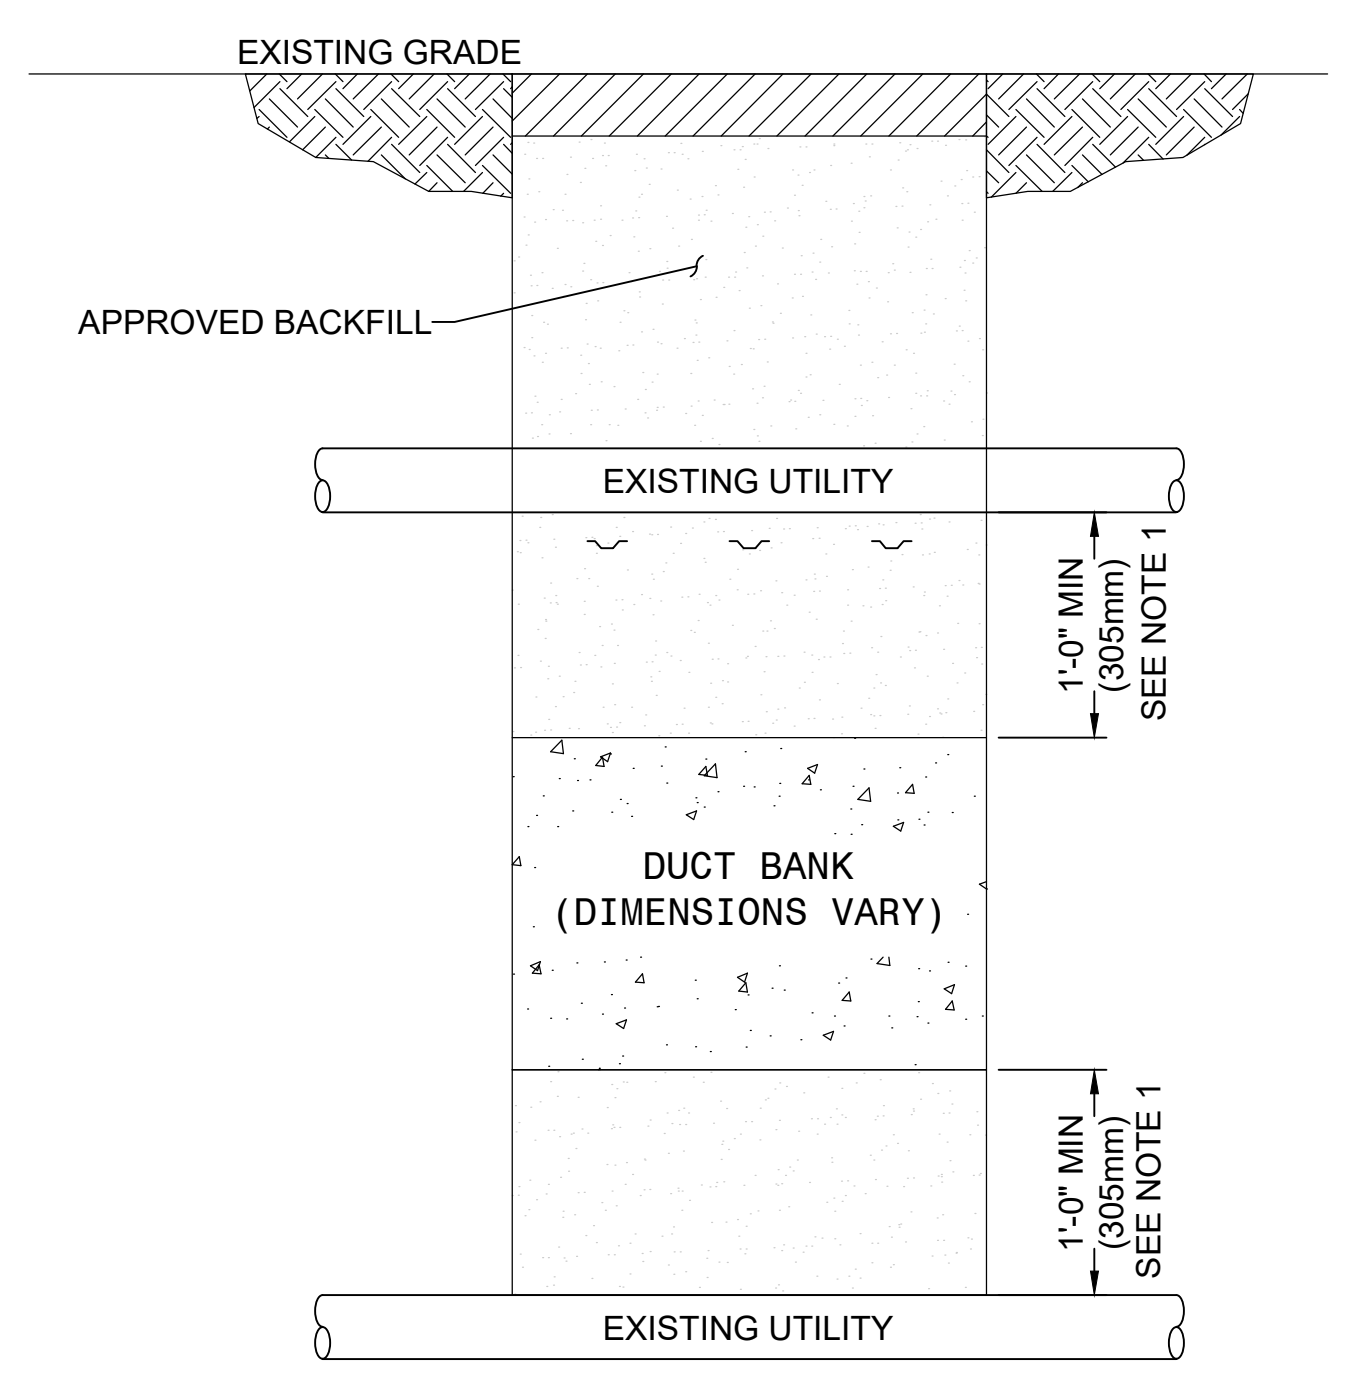 EXISTING GRADE
APPROVED BACKFILL
EXISTING UTILITY
1'-0" MIN
(305mm)
SEE NOTE 1
DUCT BANK
(DIMENSIONS VARY)
1'-0" MIN
(305mm)
SEE NOTE 1
EXISTING UTILITY